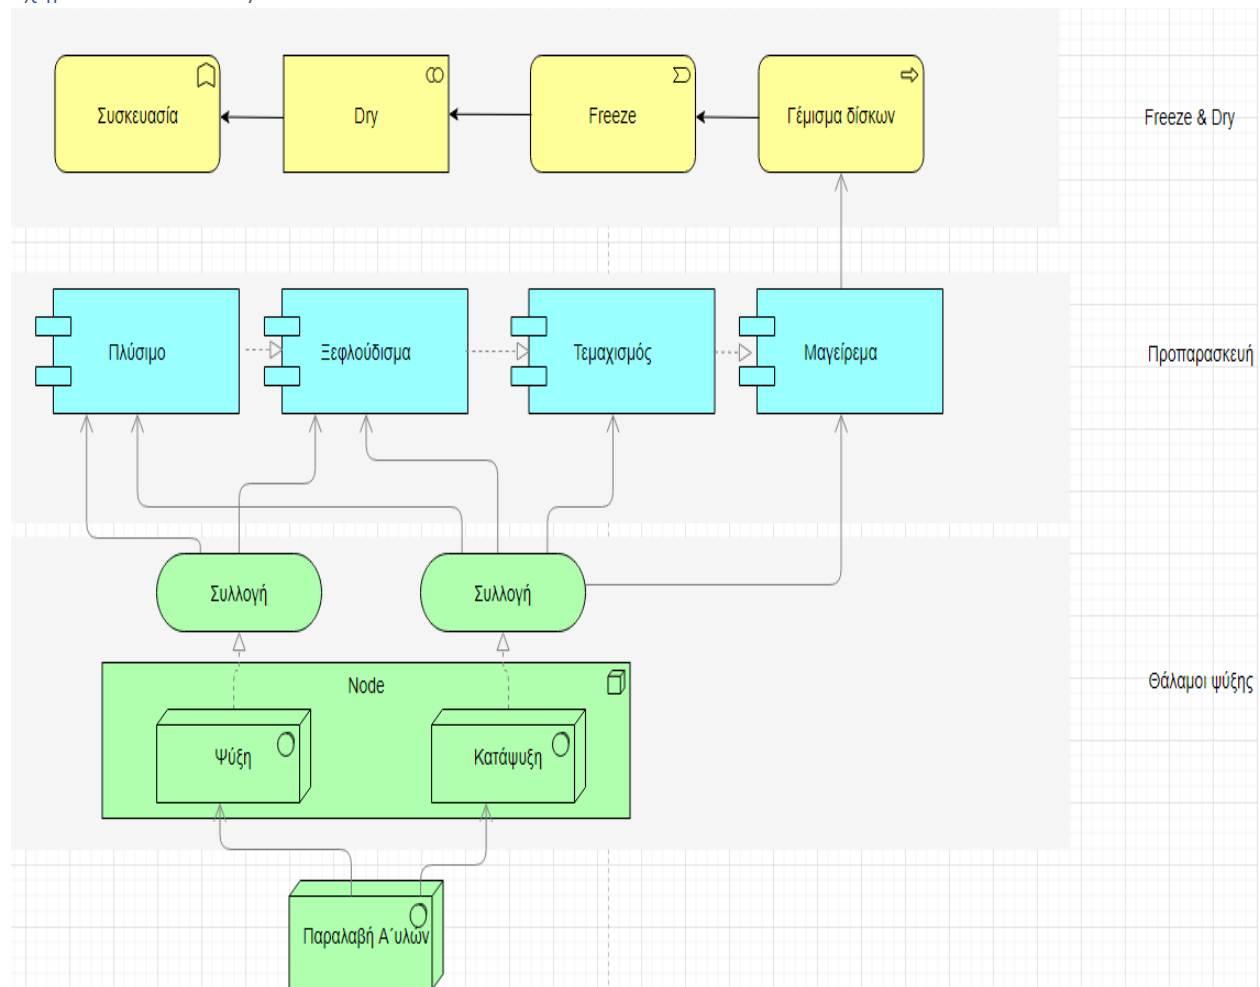 Συσκευασία
Dry
Freeze
Γέμισμα δίσκων
Freeze & Dry
Πλύσιμο
Ξεφλούδισμα
Τεμαχισμός
Μαγείρεμα
Προπαρασκευή
Συλλογή
Συλλογή
Node
Θάλαμοι ψύξης
Ψύξη
Κατάψυξη
Παραλαβή Α΄υλών